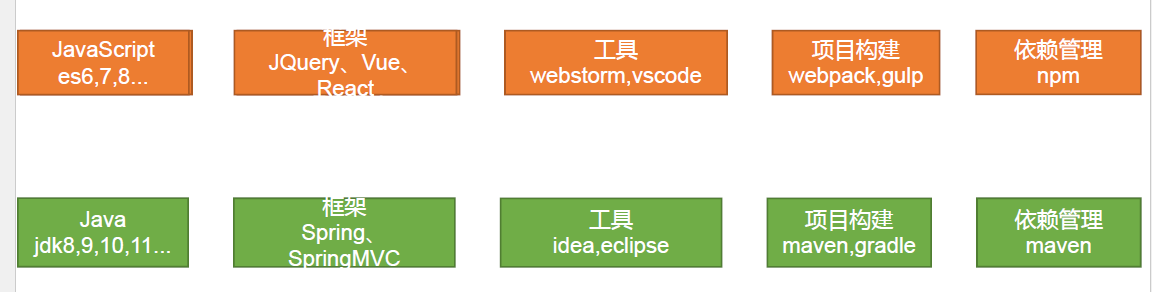 JavaScript
es6,7,8...
框架
JQuery、Vue、
React
工具
webstorm,vscode
项目构建
webpack,gulp
依赖管理
npm
Java
jdk8,9,10,11...
框架
Spring、
SpringMVC
工具
idea,eclipse
项目构建
maven,gradle
依赖管理
maven